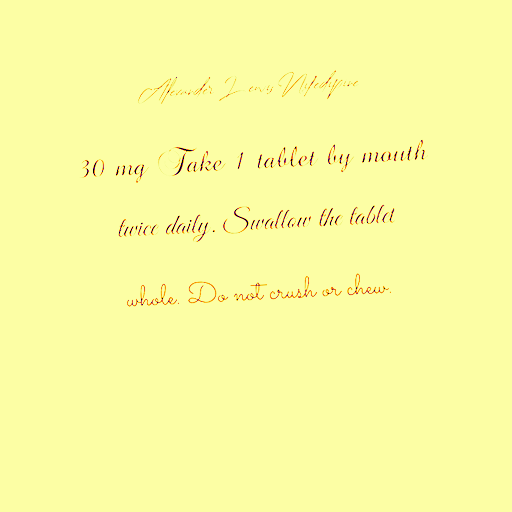 Alexander Levoy Nifedipine
30 mg Take 1 tablet by mouth
twice daily. Swallow the tablet
whole. Do not crush or chew.